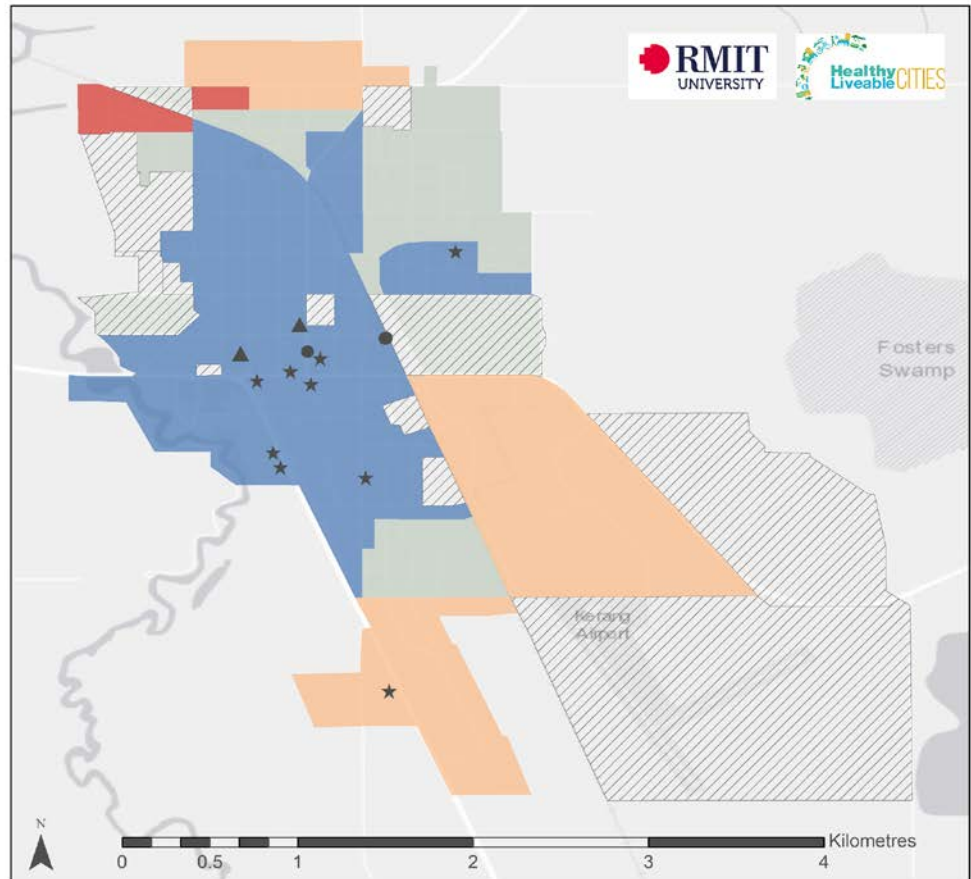 RMIT
UNIVERSITY
Healthy
Liveable CITIES
Fosters
Swamp
Kerang
Airport
N
Kilometres
0 0.5 1 2 3 4